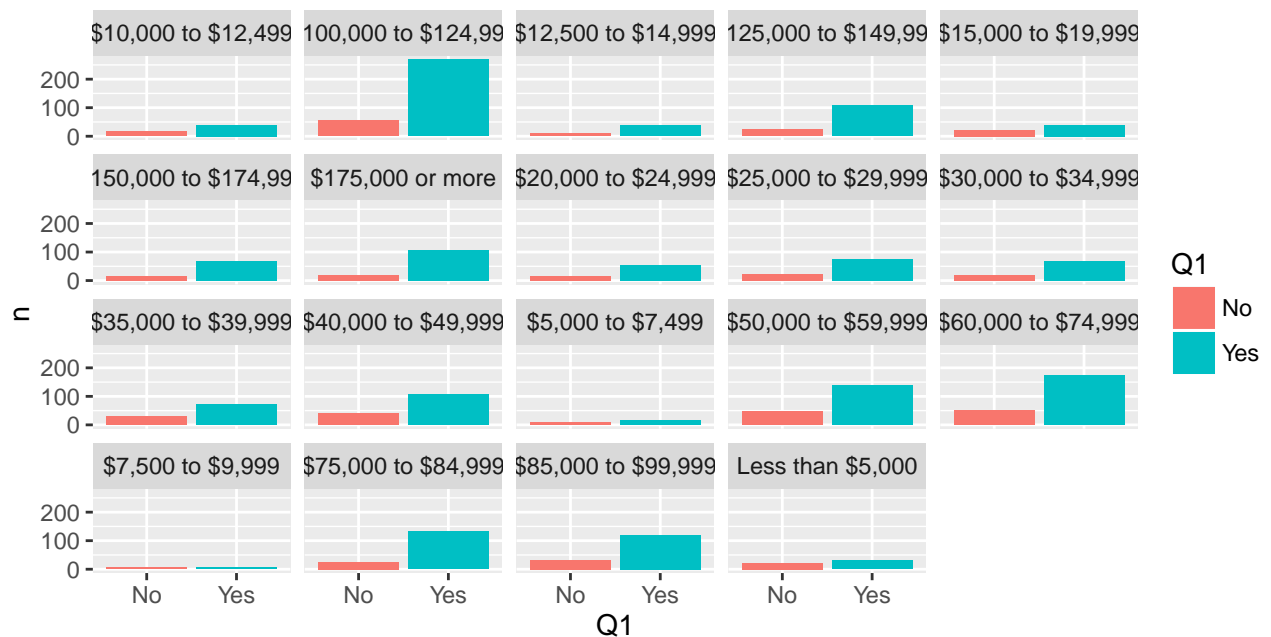 $10,000 to $12,499
100,000 to $124,99
$12,500 to $14,999
125,000 to $149,99
$15,000 to $19,999
200
100
0
150,000 to $174,99
$175,000 or more
$20,000 to $24,999
$25,000 to $29,999
$30,000 to $34,999
200
100
0
$35,000 to $39,999
$40,000 to $49,999
$5,000 to $7,499
$50,000 to $59,999
$60,000 to $74,999
200
100
0
$7,500 to $9,999
$75,000 to $84,999
$85,000 to $99,999
Less than $5,000
200
100
0
No Yes
No Yes
No Yes
No Yes
Q1
n
Q1
No
Yes